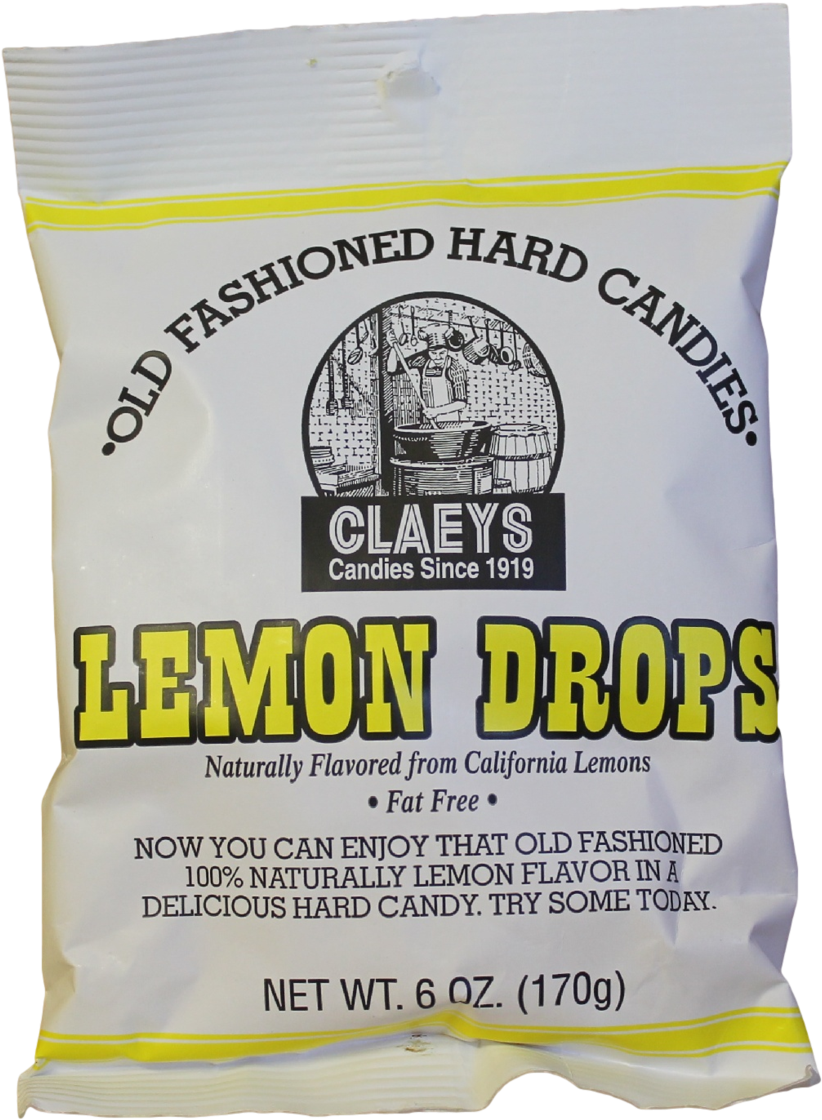 •OLD FASHIONED HARD CANDIES•
CLAEYS
Candies Since 1919
LEMON DROPS
Naturally Flavored from California Lemons
• Fat Free •
NOW YOU CAN ENJOY THAT OLD FASHIONED
100% NATURALLY LEMON FLAVOR IN A
DELICIOUS HARD CANDY. TRY SOME TODAY.
NET WT. 6 OZ. (170g)